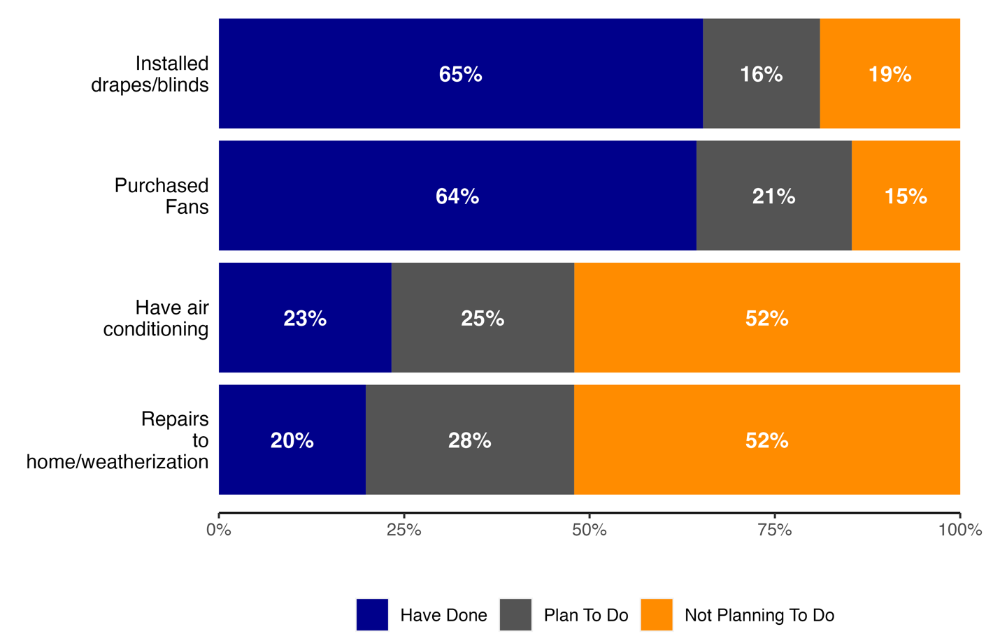 Installed
drapes/blinds
65%
16%
19%
Purchased
Fans
64%
21%
15%
Have air
conditioning
23%
25%
52%
Repairs
to
home/weatherization
20%
28%
52%
0%
25%
50%
75%
100%
Have Done
Plan To Do
Not Planning To Do